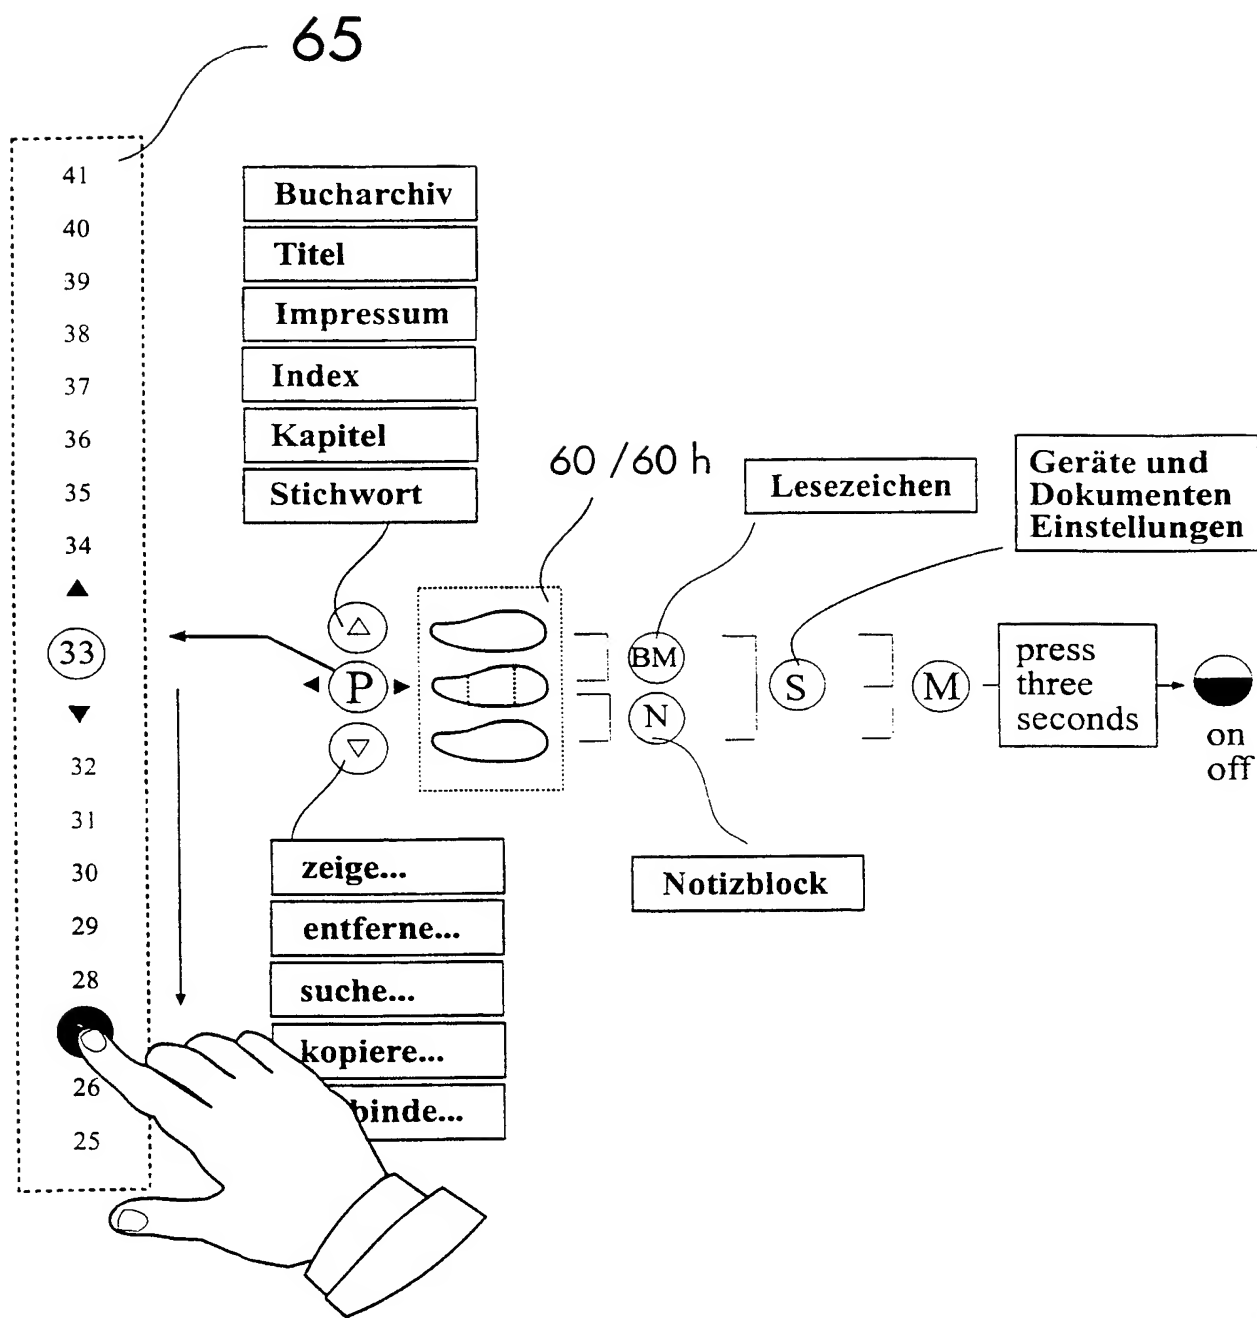 65
41
40
39
38
37
36
35
34
33
32
31
30
29
28
26
25
Bucharchiv
Titel
Impressum
Index
Kapitel
Stichwort
60 /60 h
Lesezeichen
Geräte und
Dokumenten
Einstellungen
P
BM
N
S
M
press
three
seconds
on
off
zeige...
entferne...
suche...
kopiere...
binde...
Notizblock